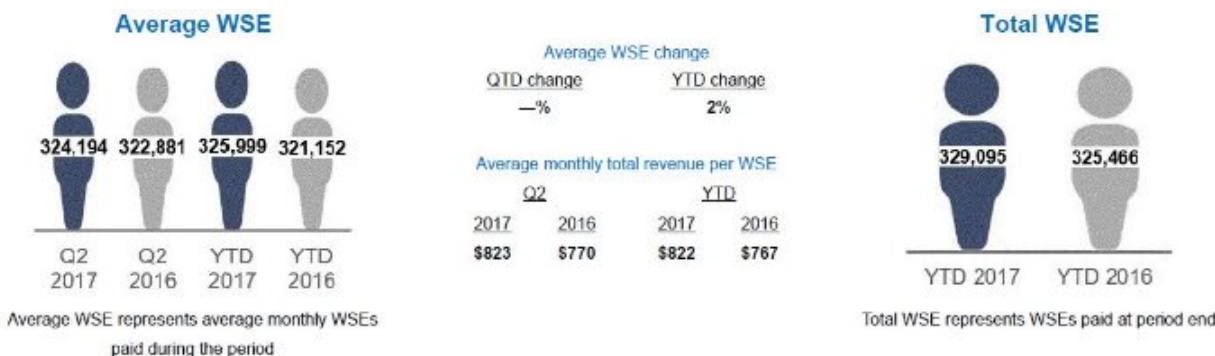 Average WSE
324,194 322,881 325,999 321,152
Q2 Q2 YTD YTD
2017 2016 2017 2016
Average WSE represents average monthly WSEs
paid during the period
Average WSE change
QTD change YTD change
—% 2%
Average monthly total revenue per WSE
Q2 YTD
2017 2016 2017 2016
$823 $770 $822 $767
Total WSE
329,095 325,466
YTD 2017 YTD 2016
Total WSE represents WSEs paid at period end